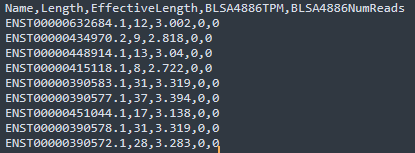 Name,Length,EffectiveLength,BLSA4886TPM,BLSA4886NumReads
ENST00000632684.1,12,3.002,0,0
ENST00000434970.2,9,2.818,0,0
ENST00000448914.1,13,3.04,0,0
ENST00000415118.1,8,2.722,0,0
ENST00000390583.1,31,3.319,0,0
ENST00000390577.1,37,3.394,0,0
ENST00000451044.1,17,3.138,0,0
ENST00000390578.1,31,3.319,0,0
ENST00000390572.1,28,3.283,0,0